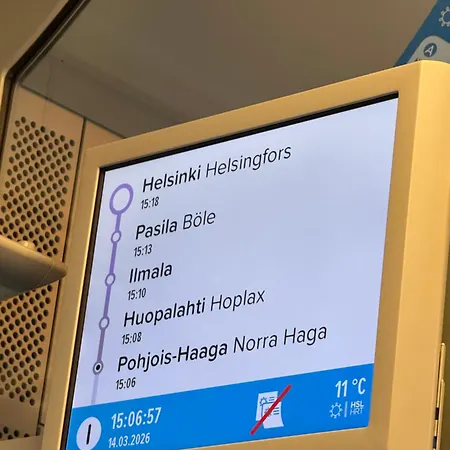 Helsinki Helsingfors
15:18
Pasila Böle
15:13
Ilmala
15:10
Huopalahti Hoplax
15:08
Pohjois-Haaga Norra Haga
15:06
I 15:06:57
14.03.2026
11 °C
HSL
HRT
A